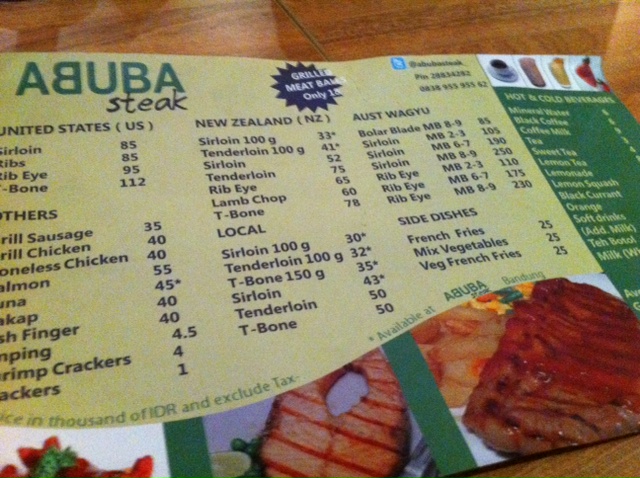 ABUBA
steak
GRILLE
MEAT BA
Only 1
@abubasteak
Pin 28834282
0838 955 955 62
UNITED STATES ( US )
Sirloin 85
Ribs 85
Rib Eye 95
T-Bone 112
OTHERS
Grill Sausage 35
Grill Chicken 40
Boneless Chicken 40
Salmon 55
Tuna 45*
Kakap 40
Fish Finger 40
mping 4.5
Shrimp Crackers 4
Crackers 1
NEW ZEALAND ( NZ )
Sirloin 100 g 33*
Tenderloin 100 g 41*
Sirloin 52
Tenderloin 75
Rib Eye 65
Lamb Chop 60
T-Bone 78
LOCAL
Sirloin 100 g 30*
Tenderloin 100 g 32*
T-Bone 150 g 35*
Sirloin 43*
Tenderloin 50
T-Bone 50
AUST WAGYU
Bolar Blade MB 8-9 85
Sirloin MB 2-3 105
Sirloin MB 6-7 190
Sirloin MB 8-9 250
Rib Eye MB 2-3 110
Rib Eye MB 6-7 175
Rib Eye MB 8-9 230
SIDE DISHES
French Fries 25
Mix Vegetables 25
Veg French Fries 25
* Available at ABUBA Bandung
HOT & COLD BEVERAGES
Mineral Water
Black Coffee
Coffee Milk
Tea
Sweet Tea
Lemon Tea
Lemonade
Lemon Squash
Black Currant
Orange
Soft drinks
(Add. Milk)
Teh Botol
Milk (W
Price in thousand of IDR and exclude Tax-